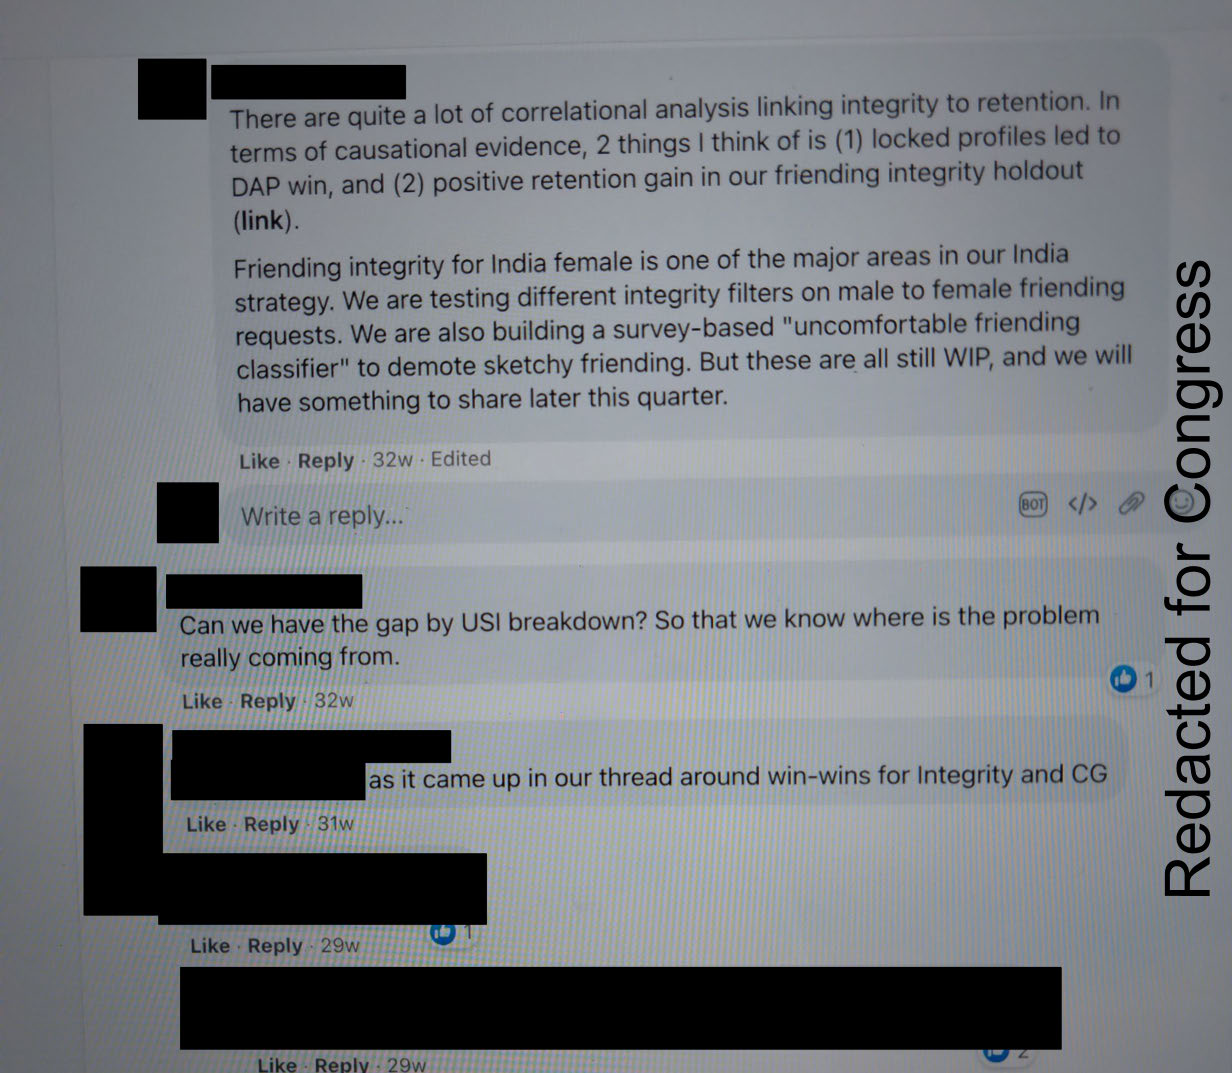 There are quite a lot of correlational analysis linking integrity to retention. In
terms of causational evidence, 2 things I think of is (1) locked profiles led to
DAP win, and (2) positive retention gain in our friending integrity holdout
(link).
Friending integrity for India female is one of the major areas in our India
strategy. We are testing different integrity filters on male to female friending
requests. We are also building a survey-based "uncomfortable friending
classifier" to demote sketchy friending. But these are all still WIP, and we will
have something to share later this quarter.
Like · Reply · 32w · Edited
Write a reply...
BOT </>
Can we have the gap by USI breakdown? So that we know where is the problem
really coming from.
1
Like · Reply · 32w
as it came up in our thread around win-wins for Integrity and CG
Like · Reply · 31w
1
Like · Reply · 29w
2
Like · Reply · 29w
Redacted for Congress